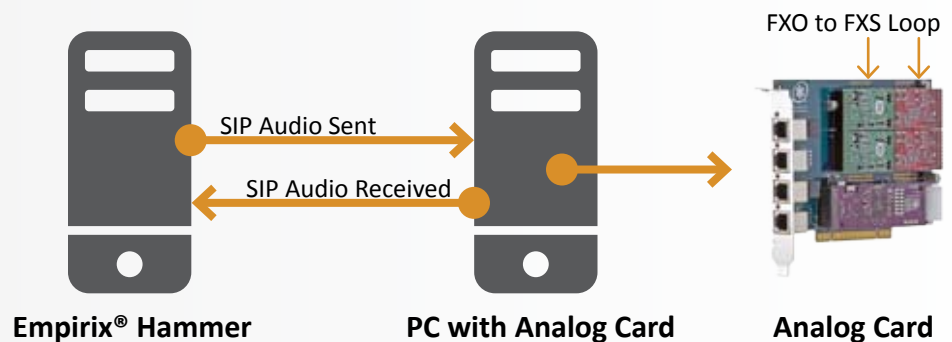 FXO to FXS Loop
SIP Audio Sent
SIP Audio Received
Empirix® Hammer
PC with Analog Card
Analog Card